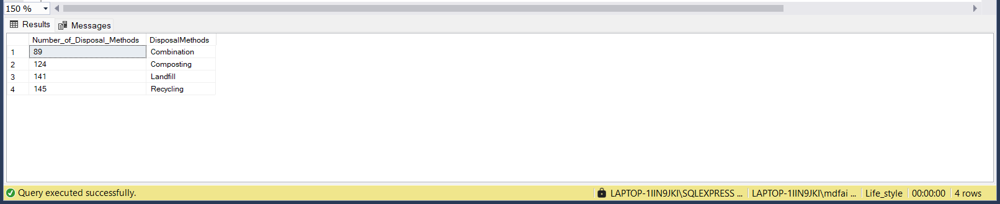 150 %
Results Messages
Number_of_Disposal_Methods DisposalMethods
1 89 Combination
2 124 Composting
3 141 Landfill
4 145 Recycling
Query executed successfully. LAPTOP-1IIN9JKI\SQLEXPRESS ... LAPTOP-1IIN9JKI\mdfai ... Life_style 00:00:00 4 rows